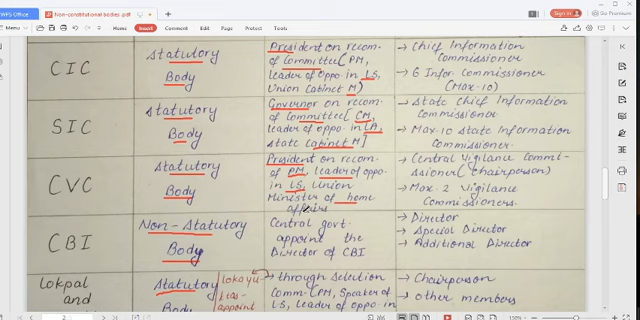 WPS Office
Non-constitutional bodies.pdf
Sign in
Go Premium
Menu
Home
Insert
Comment
Edit
Page
Protect
Tools
CIC
Statutory
Body
President on recom.
of Committee [PM,
Leader of Oppo. in LS,
Union Cabinet M]
→ Chief Information
Commissioner
→ 6 Infor. Commissioner
(Max. 10)
SIC
Statutory
Body
Governor on recom.
of Committee [CM,
leader of oppo. in LA,
State Cabinet M]
→ State Chief Information
Commissioner
→ Max. 10 State Information
Commissioner.
CVC
Statutory
Body
President on recom.
of PM, leader of oppo.
in LS, Union
Minister of home
affairs
→ Central Vigilance Commi-
ssioner (Chairperson)
→ Max. 2 Vigilance
Commissioners.
CBI
Non-Statutory
Body
Central govt.
appoint the
Director of CBI
→ Director
→ Special Director
→ Additional Director
Lokpal
and
Statutory
Body
appoint
→ through Selection
Comm. [PM, Speaker of
LS, Leader of oppo in
→ Chairperson
→ other members
2